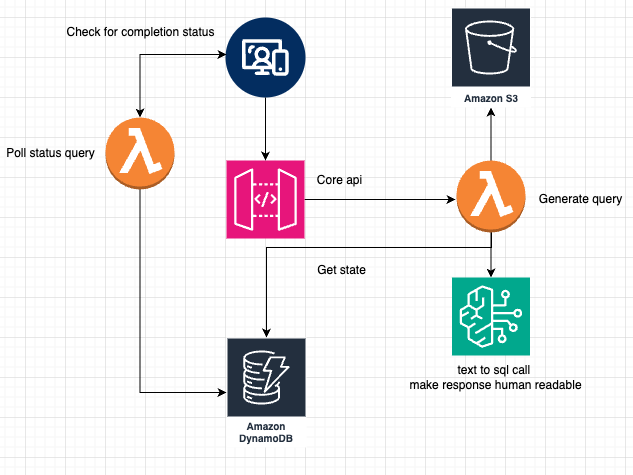 Check for completion status
Amazon S3
Poll status query
Core api
</>
Generate query
Get state
text to sql call
make response human readable
Amazon
DynamoDB